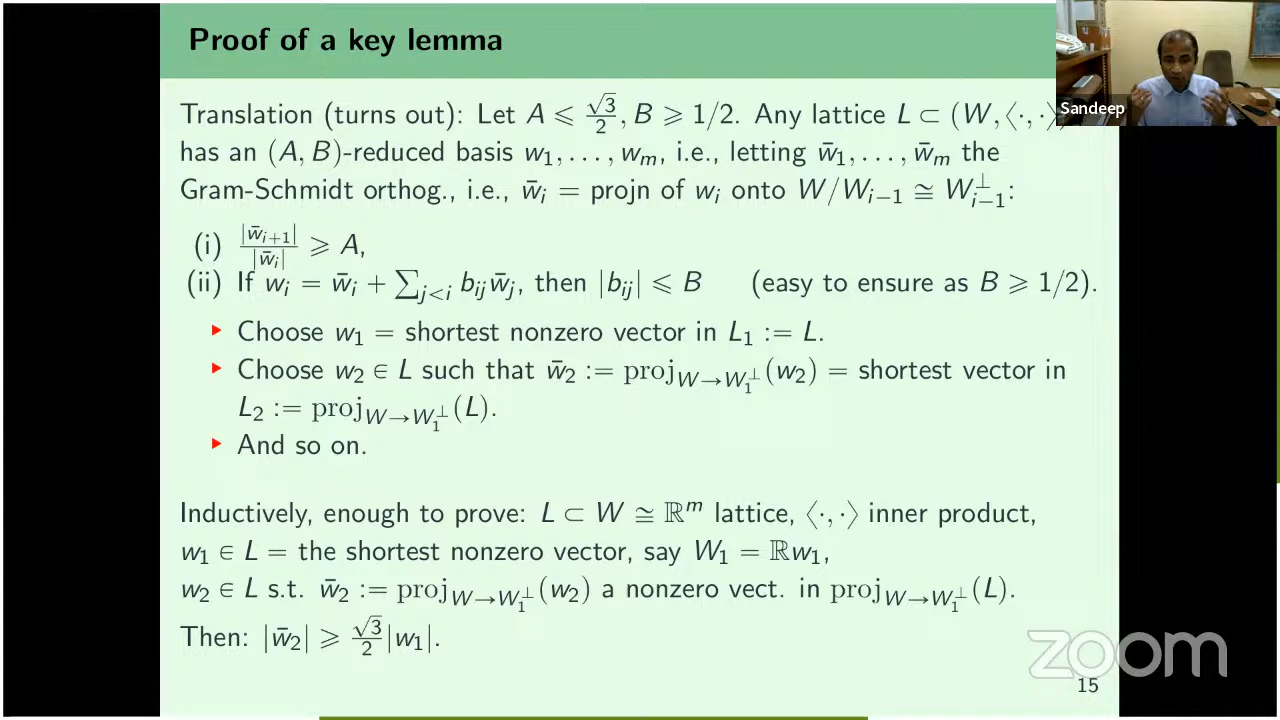 Proof of a key lemma
Sandeep
Translation (turns out): Let A ⩽ √3/2, B ⩾ 1/2. Any lattice L ⊂ (W, ⟨·, ·⟩)
has an (A, B)-reduced basis w₁, . . . , wₘ, i.e., letting w̄₁, . . . , w̄ₘ the
Gram-Schmidt orthog., i.e., w̄ᵢ = projn of wᵢ onto W/Wᵢ₋₁ ≅ W⊥ᵢ₋₁:
(i) |w̄ᵢ₊₁|/|w̄ᵢ| ⩾ A,
(ii) If wᵢ = w̄ᵢ + ∑_{j<i} b_{ij} w̄_j, then |b_{ij}| ⩽ B (easy to ensure as B ⩾ 1/2).
▸ Choose w₁ = shortest nonzero vector in L₁ := L.
▸ Choose w₂ ∈ L such that w̄₂ := proj_{W→W₁⊥}(w₂) = shortest vector in
L₂ := proj_{W→W₁⊥}(L).
▸ And so on.
Inductively, enough to prove: L ⊂ W ≅ ℝᵐ lattice, ⟨·, ·⟩ inner product,
w₁ ∈ L = the shortest nonzero vector, say W₁ = ℝw₁,
w₂ ∈ L s.t. w̄₂ := proj_{W→W₁⊥}(w₂) a nonzero vect. in proj_{W→W₁⊥}(L).
Then: |w̄₂| ⩾ √3/2 |w₁|.
zoom
15